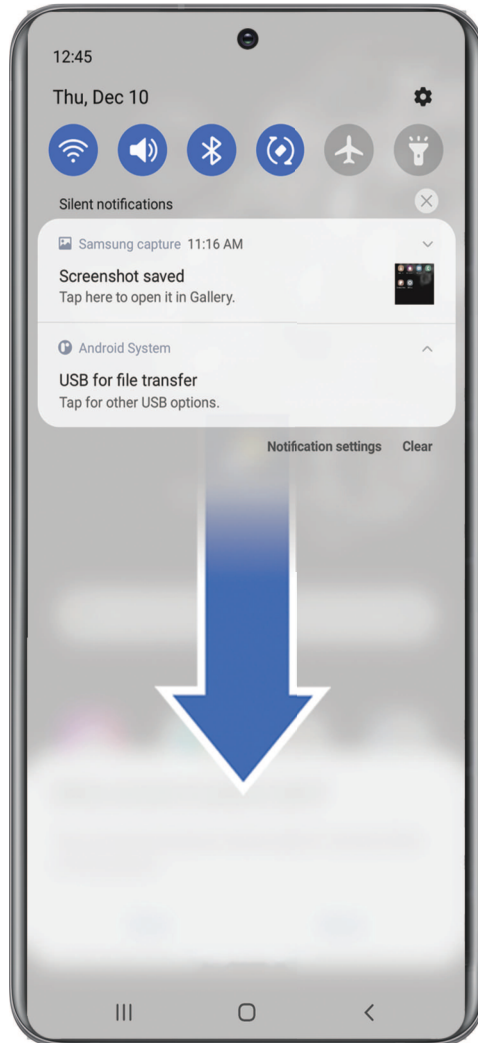 12:45
Thu, Dec 10
Silent notifications
Samsung capture 11:16 AM
Screenshot saved
Tap here to open it in Gallery.
Android System
USB for file transfer
Tap for other USB options.
Notification settings Clear